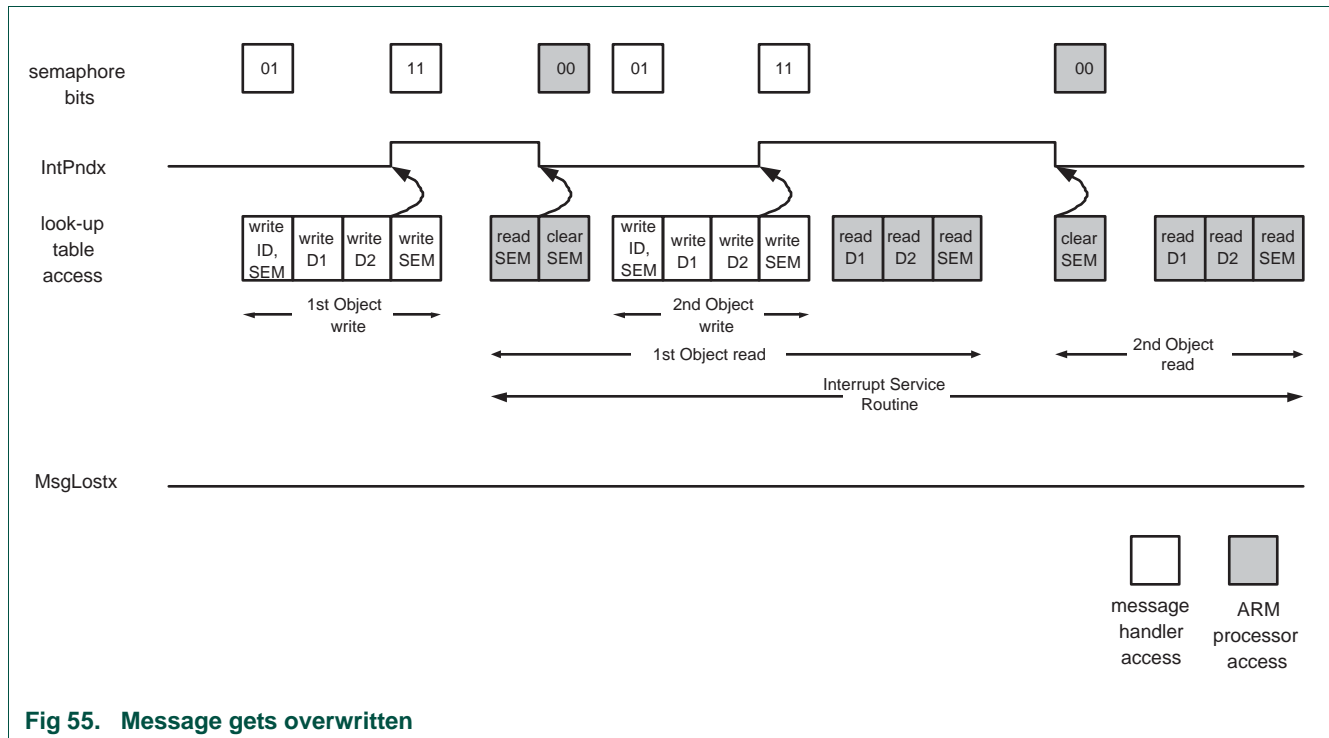 semaphore
bits
01
11
00
01
11
00
IntPndx
look-up
table
access
write
ID,
SEM
write
D1
write
D2
write
SEM
read
SEM
clear
SEM
write
ID,
SEM
write
D1
write
D2
write
SEM
read
D1
read
D2
read
SEM
clear
SEM
read
D1
read
D2
read
SEM
1st Object
write
2nd Object
write
1st Object read
2nd Object
read
Interrupt Service
Routine
MsgLostx
message
handler
access
ARM
processor
access
Fig 55. Message gets overwritten